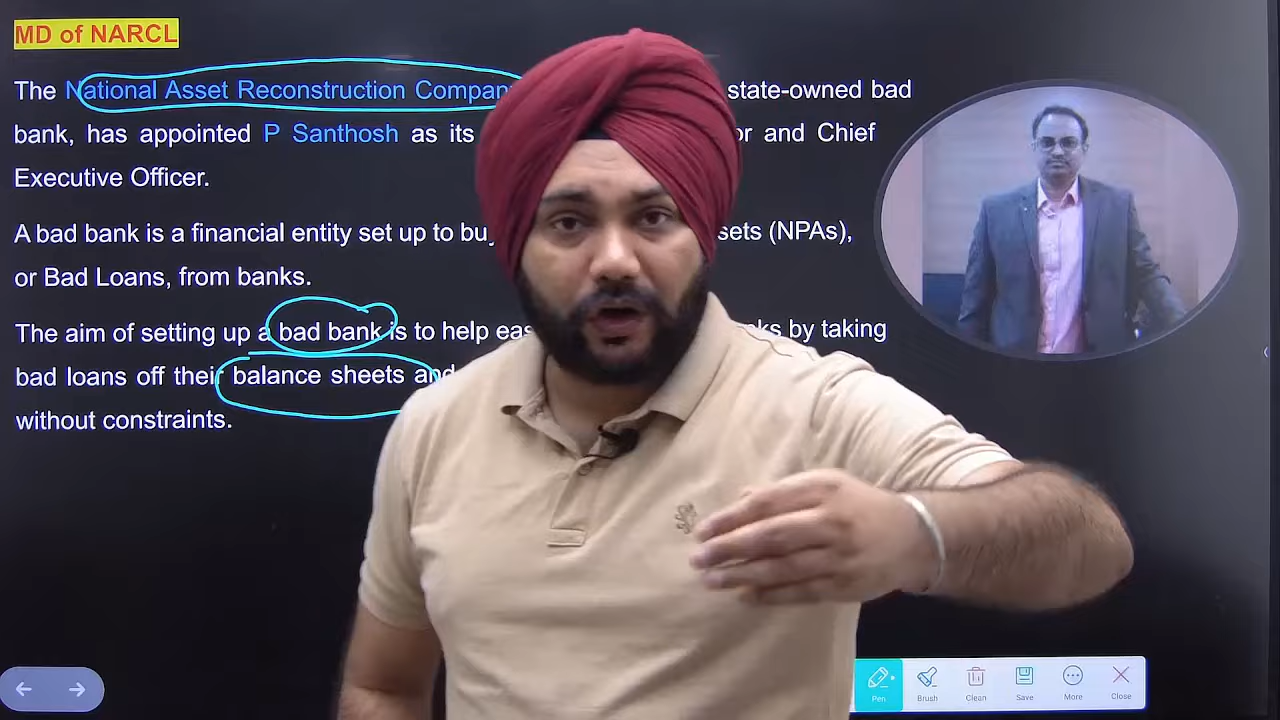 MD of NARCL
The National Asset Reconstruction Compan state-owned bad
bank, has appointed P Santhosh as its or and Chief
Executive Officer.
A bad bank is a financial entity set up to buy sets (NPAs),
or Bad Loans, from banks.
The aim of setting up a bad bank is to help eas ks by taking
bad loans off their balance sheets and
without constraints.
Pen Brush Clean Save More Close